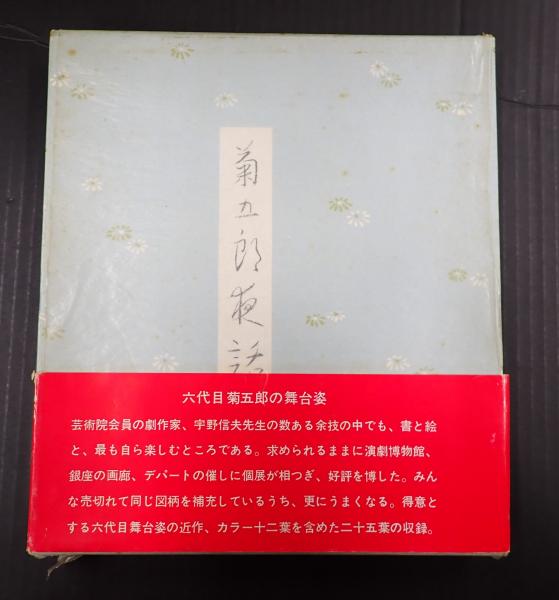 菊五郎夜話
六代目菊五郎の舞台姿
芸術院会員の劇作家、宇野信夫先生の数ある余技の中でも、書と絵
と、最も自ら楽しむところである。求められるままに演劇博物館、
銀座の画廊、デパートの催しに個展が相つぎ、好評を博した。みん
な売切れて同じ図柄を補充しているうち、更にうまくなる。得意と
する六代目舞台姿の近作、カラー十二葉を含めた二十五葉の収録。